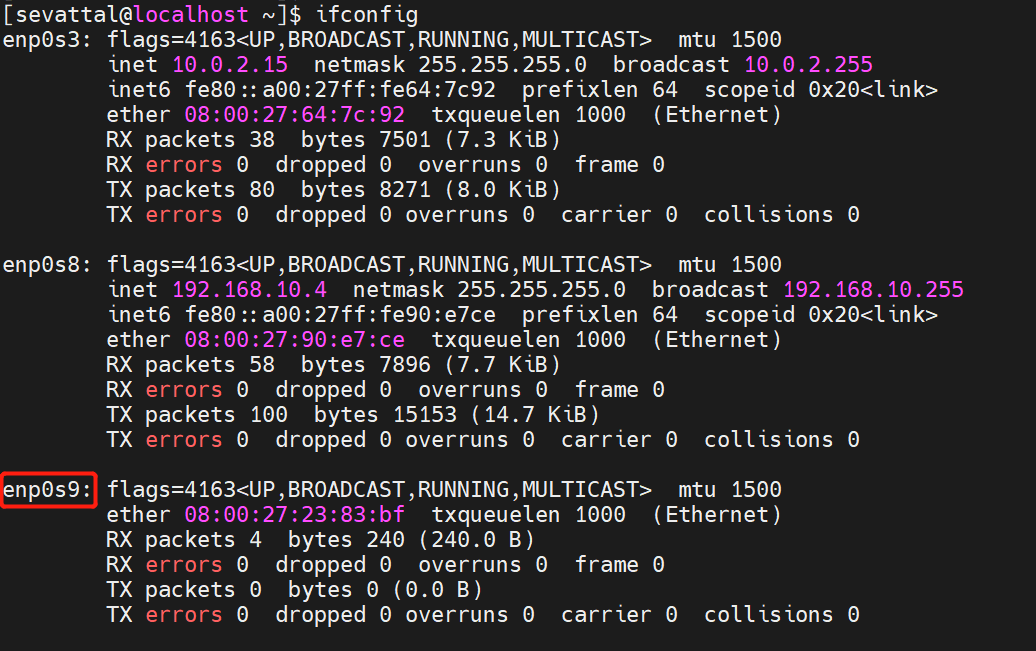 [sevattal@localhost ~]$ ifconfig
enp0s3: flags=4163<UP,BROADCAST,RUNNING,MULTICAST>  mtu 1500
        inet 10.0.2.15  netmask 255.255.255.0  broadcast 10.0.2.255
        inet6 fe80::a00:27ff:fe64:7c92  prefixlen 64  scopeid 0x20<link>
        ether 08:00:27:64:7c:92  txqueuelen 1000  (Ethernet)
        RX packets 38  bytes 7501 (7.3 KiB)
        RX errors 0  dropped 0  overruns 0  frame 0
        TX packets 80  bytes 8271 (8.0 KiB)
        TX errors 0  dropped 0 overruns 0  carrier 0  collisions 0

enp0s8: flags=4163<UP,BROADCAST,RUNNING,MULTICAST>  mtu 1500
        inet 192.168.10.4  netmask 255.255.255.0  broadcast 192.168.10.255
        inet6 fe80::a00:27ff:fe90:e7ce  prefixlen 64  scopeid 0x20<link>
        ether 08:00:27:90:e7:ce  txqueuelen 1000  (Ethernet)
        RX packets 58  bytes 7896 (7.7 KiB)
        RX errors 0  dropped 0  overruns 0  frame 0
        TX packets 100  bytes 15153 (14.7 KiB)
        TX errors 0  dropped 0 overruns 0  carrier 0  collisions 0

enp0s9: flags=4163<UP,BROADCAST,RUNNING,MULTICAST>  mtu 1500
        ether 08:00:27:23:83:bf  txqueuelen 1000  (Ethernet)
        RX packets 4  bytes 240 (240.0 B)
        RX errors 0  dropped 0  overruns 0  frame 0
        TX packets 0  bytes 0 (0.0 B)
        TX errors 0  dropped 0 overruns 0  carrier 0  collisions 0